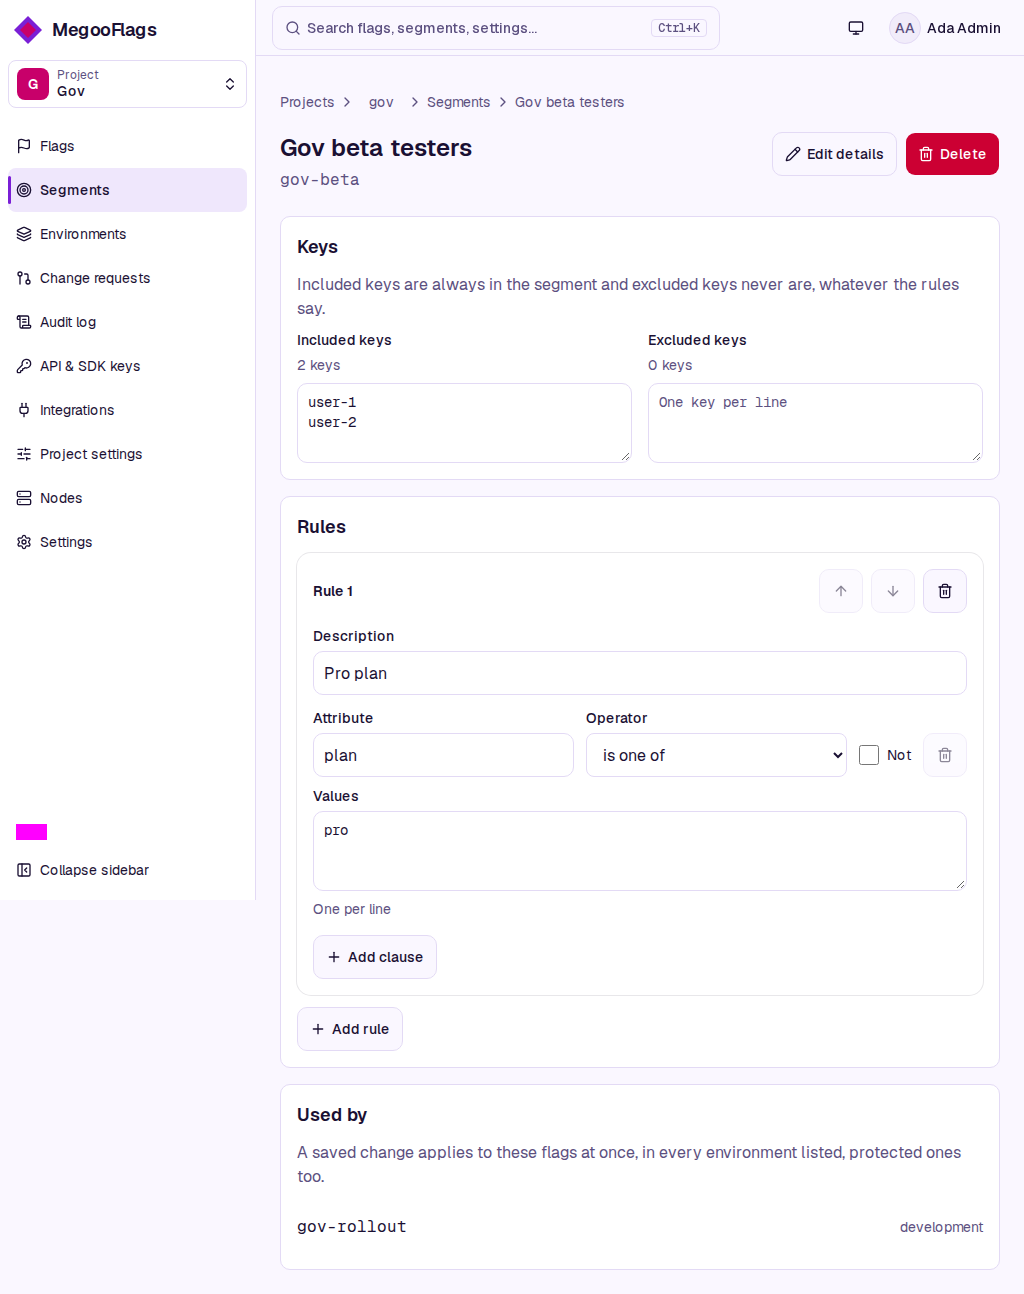 MegooFlags
Search flags, segments, settings...
Ctrl+K
AA
Ada Admin
G
Project
Gov
Flags
Segments
Environments
Change requests
Audit log
API & SDK keys
Integrations
Project settings
Nodes
Settings
Collapse sidebar
Projects
gov
Segments
Gov beta testers
Gov beta testers
gov-beta
Edit details
Delete
Keys
Included keys are always in the segment and excluded keys never are, whatever the rules
say.
Included keys
2 keys
user-1
user-2
Excluded keys
0 keys
One key per line
Rules
Rule 1
Description
Pro plan
Attribute
plan
Operator
is one of
Not
Values
pro
One per line
Add clause
Add rule
Used by
A saved change applies to these flags at once, in every environment listed, protected ones
too.
gov-rollout
development